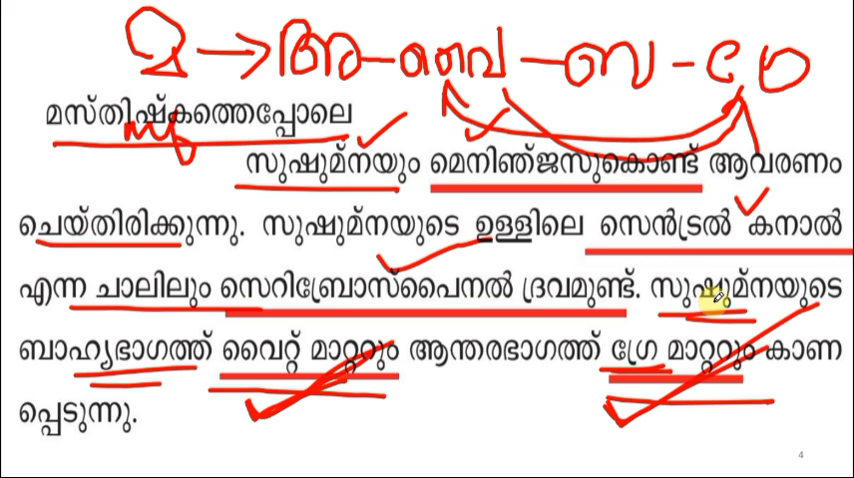 മ → അ - വൈ - ബ - ഗ്രേ
മസ്തിഷ്കത്തെപ്പോലെ
സുഷുമ്നയും മെനിഞ്ജസുകൊണ്ട് ആവരണം
ചെയ്തിരിക്കുന്നു. സുഷുമ്നയുടെ ഉള്ളിലെ സെൻട്രൽ കനാൽ
എന്ന ചാലിലും സെറിബ്രോസ്പൈനൽ ദ്രവമുണ്ട്. സുഷുമ്നയുടെ
ബാഹ്യഭാഗത്ത് വൈറ്റ് മാറ്ററും ആന്തരഭാഗത്ത് ഗ്രേ മാറ്ററും കാണ
പ്പെടുന്നു.
4